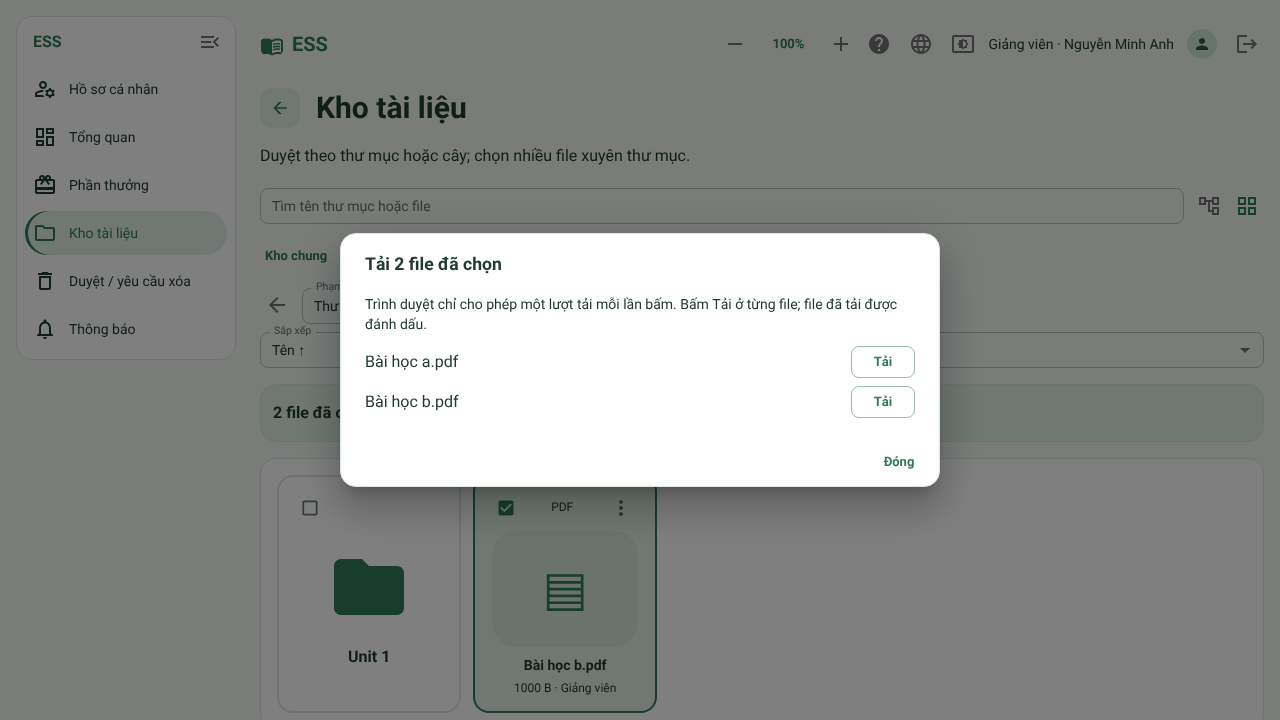 ESS
Hồ sơ cá nhân
Tổng quan
Phần thưởng
Kho tài liệu
Duyệt / yêu cầu xóa
Thông báo
ESS
100%
Giảng viên · Nguyễn Minh Anh
Kho tài liệu
Duyệt theo thư mục hoặc cây; chọn nhiều file xuyên thư mục.
Tìm tên thư mục hoặc file
Kho chung
Sắp xếp
Tên ↑
2 file đã
Tải 2 file đã chọn
Trình duyệt chỉ cho phép một lượt tải mỗi lần bấm. Bấm Tải ở từng file; file đã tải được
đánh dấu.
Bài học a.pdf
Tải
Bài học b.pdf
Tải
Đóng
Unit 1
PDF
Bài học b.pdf
1000 B · Giảng viên